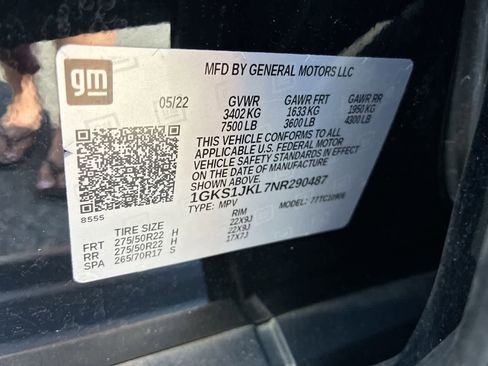 gm
MFD BY GENERAL MOTORS LLC
05/22 GVWR GAWR FRT GAWR RR
3402 KG 1633 KG 1950 KG
7500 LB 3600 LB 4300 LB
THIS VEHICLE CONFORMS TO ALL
APPLICABLE U.S. FEDERAL MOTOR
VEHICLE SAFETY STANDARDS IN EFFECT
ON THE DATE OF MANUFACTURE SHOWN ABOVE.
1GKS1JKL7NR290487
TYPE: MPV MODEL:
8555
TIRE SIZE RIM
FRT 275/50R22 H 22X9J
RR 275/50R22 H 22X9J
SPA 265/70R17 S 17X7J